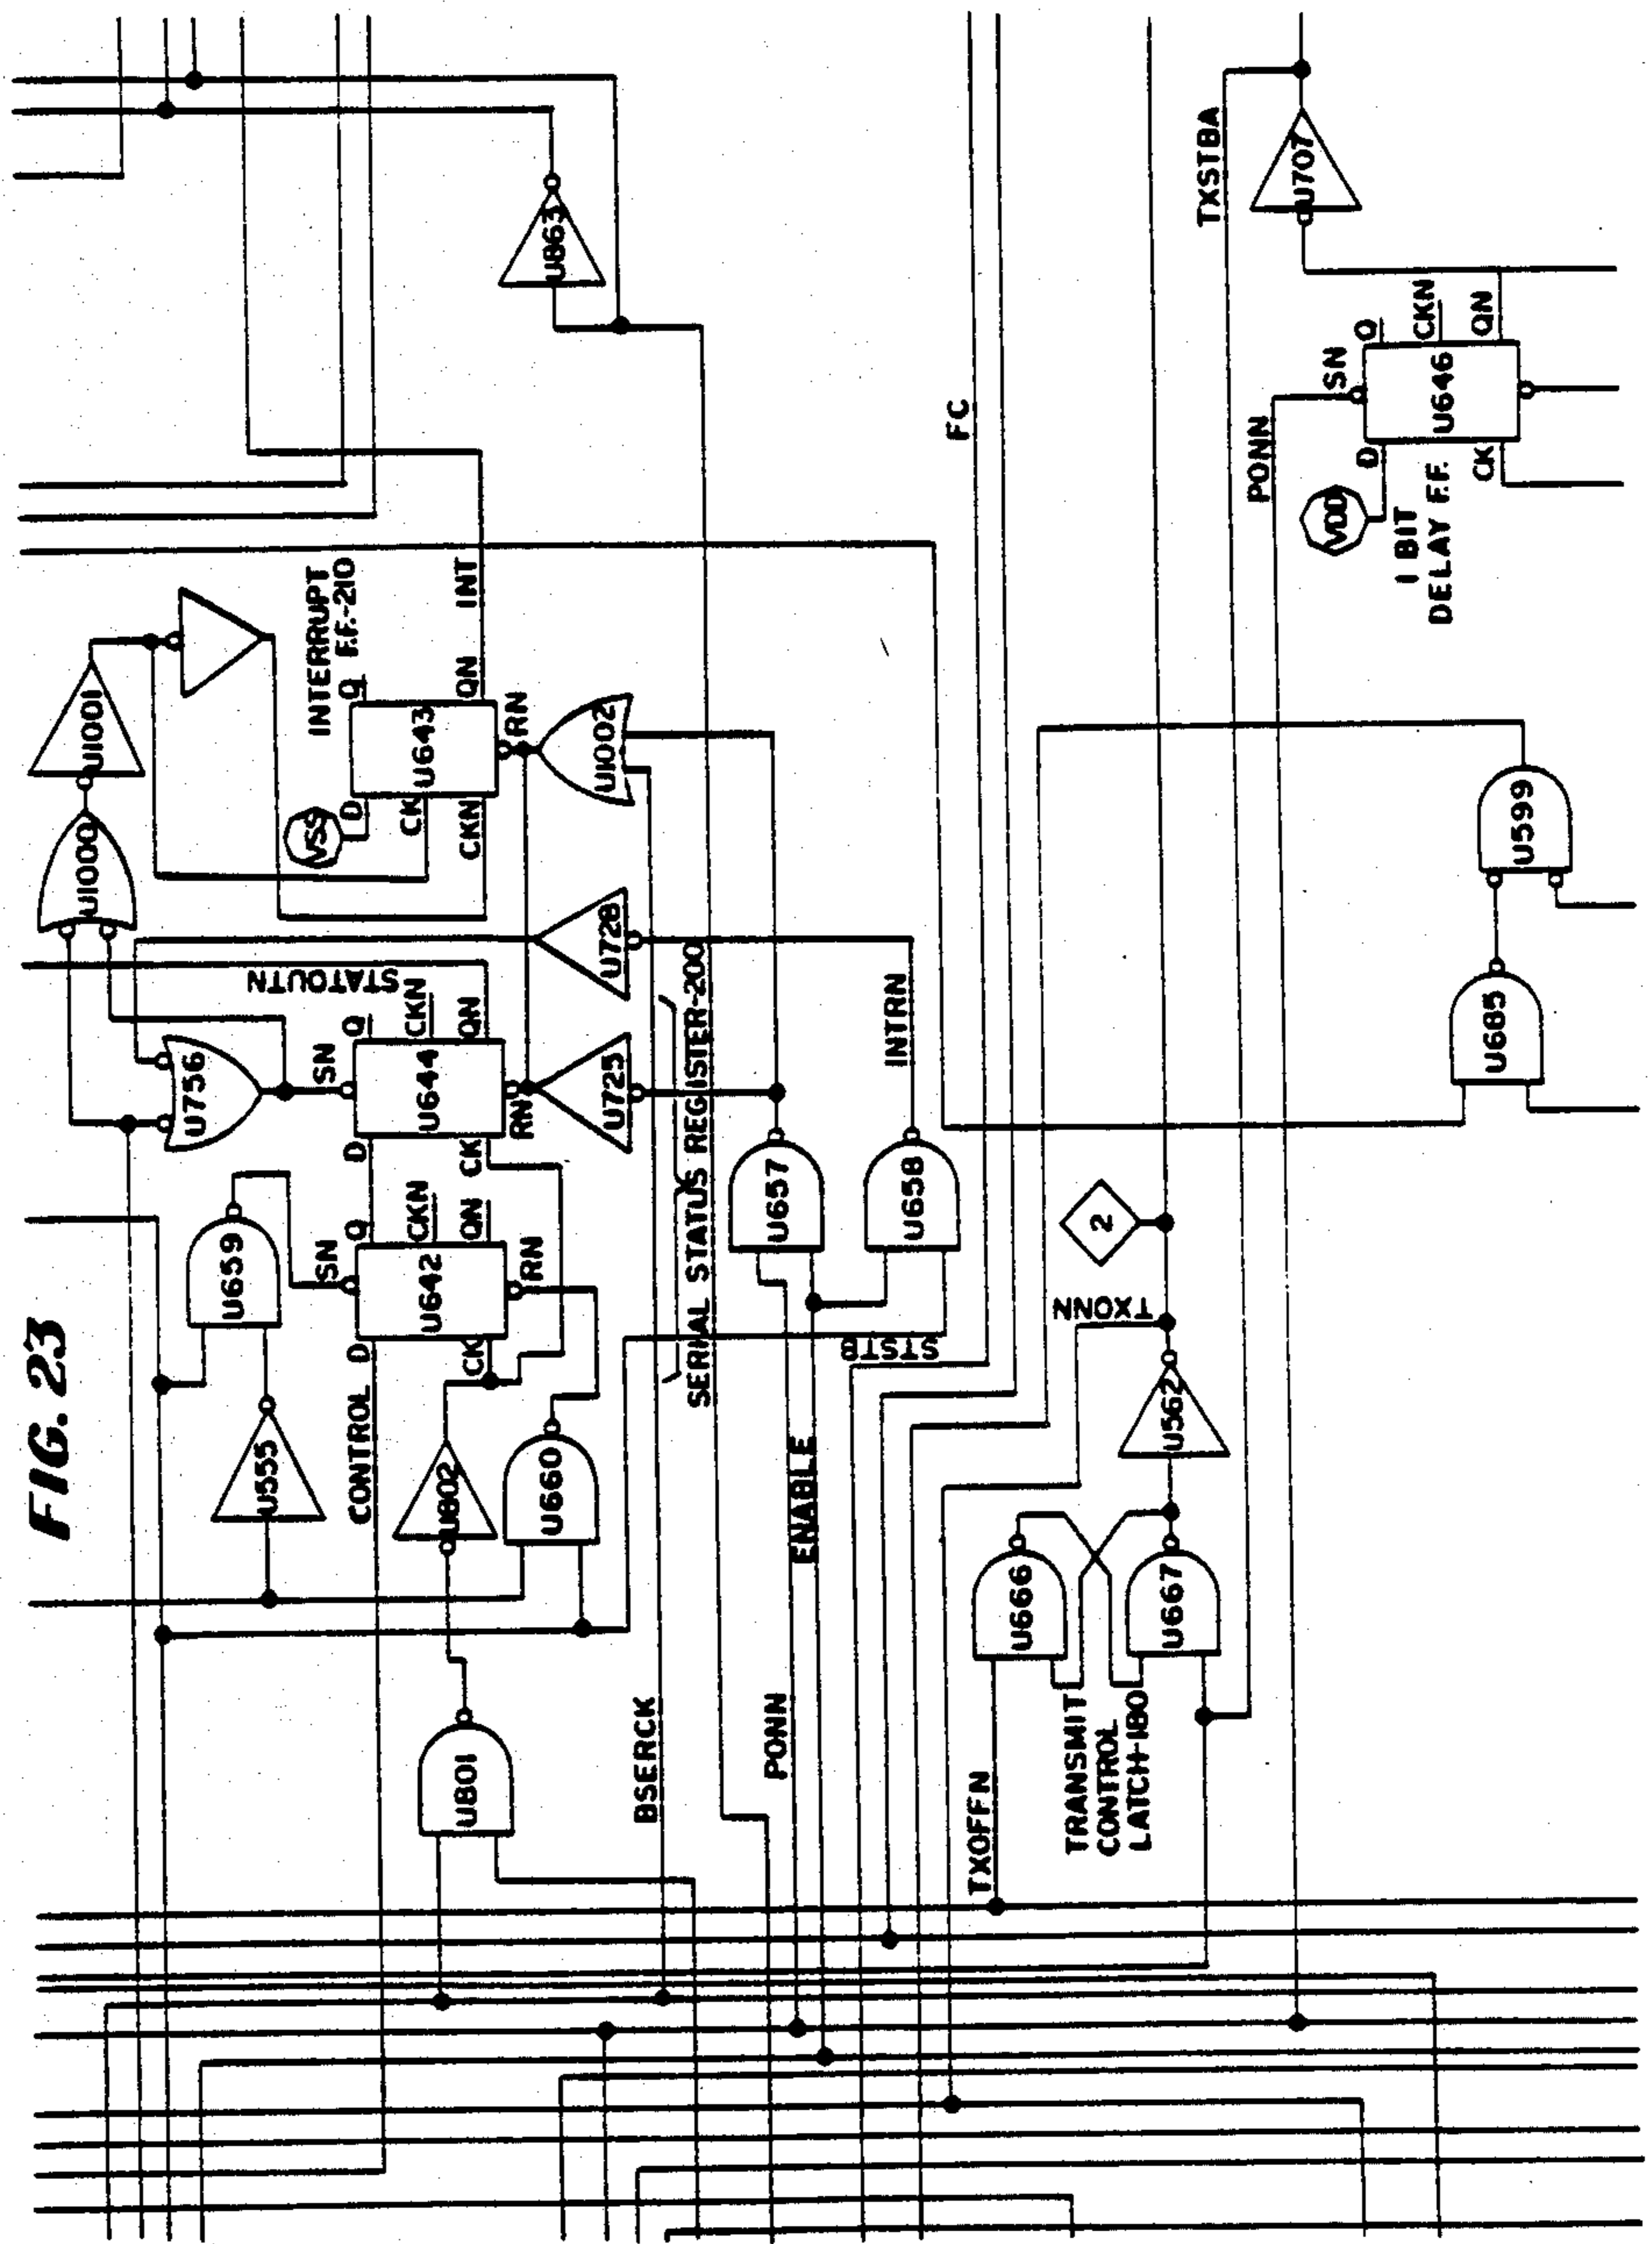 FIG. 23
U1000
U1001
U756
U659
U555
STATOUTN
INTERRUPT
F.F.-210
VSS
D
CK
CKN
U643
Q
QN
INT
RN
SN
D
CK
U644
Q
CKN
QN
RN
SN
CONTROL D
CK
U642
Q
CKN
QN
RN
U802
U660
U801
U725
U728
U1002
U863
BSERCK
SERIAL STATUS REGISTER-200
PONN
ENABLE
U657
U658
INTRN
STSTB
FC
TXOFFN
TRANSMIT
CONTROL
LATCH-180
U666
U667
U562
TXONN
2
TXSTBA
U707
PONN
VDD
1 BIT
DELAY F.F.
D
CK
SN
U646
Q
CKN
QN
U685
U599